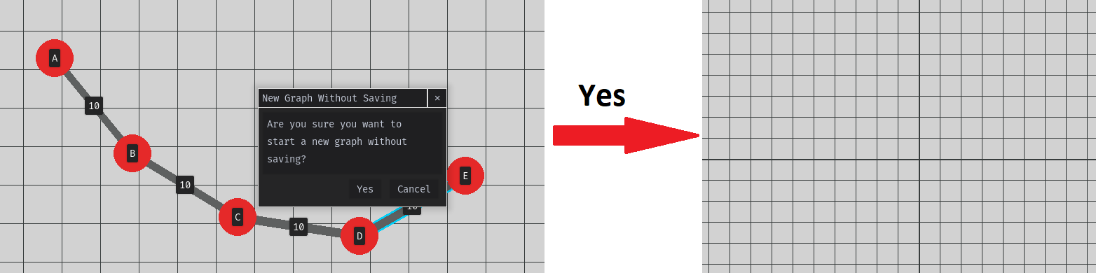 A
10
New Graph Without Saving ×
Are you sure you want to
start a new graph without
saving?
Yes Cancel
B
10
C
10
D
10
E
Yes